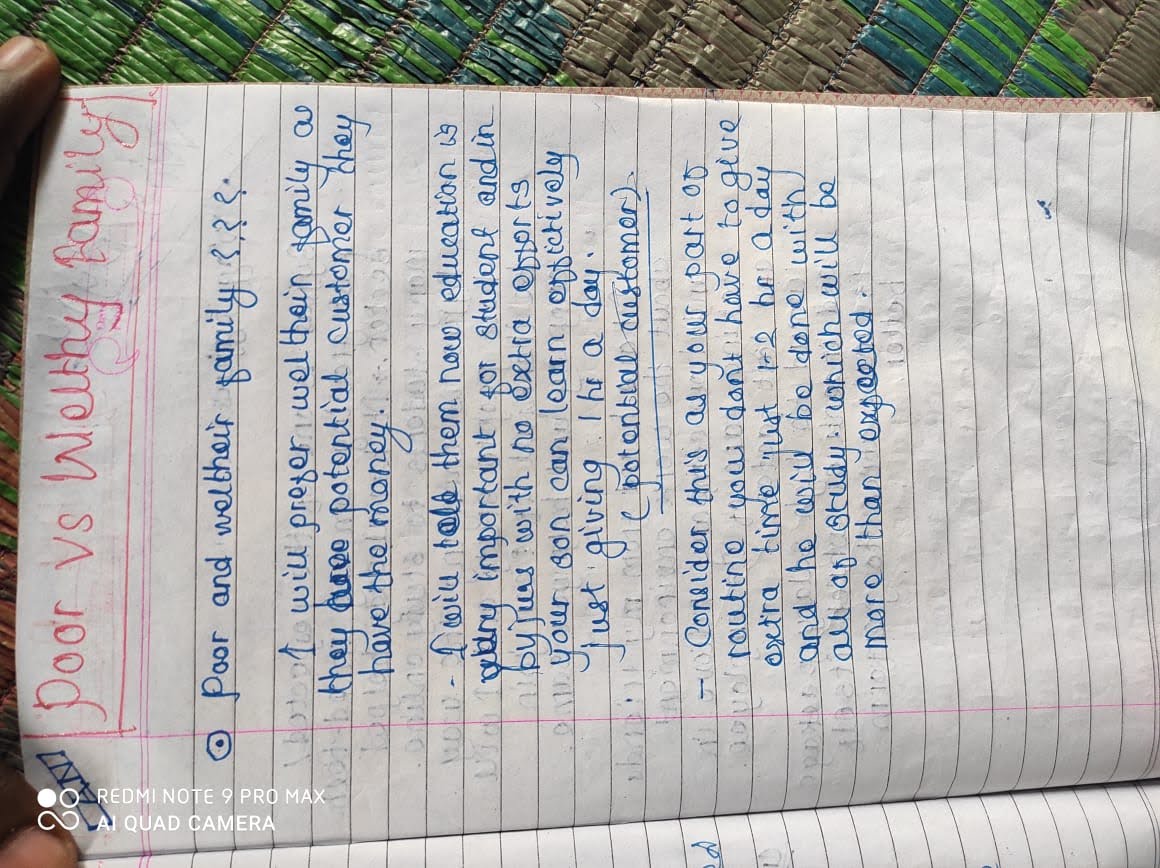 Poor vs Welthy Family
REDMI NOTE 9 PRO MAX
AI QUAD CAMERA
Poor and weltheir family ???.
I will prefer welthein family as
they have potential customer they
have the money.
- I will told them now education is
very important for student and in
byjuus with no extra efforts
your son can learn effictively
just giving 1 hr a day.
(potential customer).
- Consider this as your part of
routine you dont have to give
extra time just 1-2 hr a day
and he will be done with
all of study which will be
more than expected.